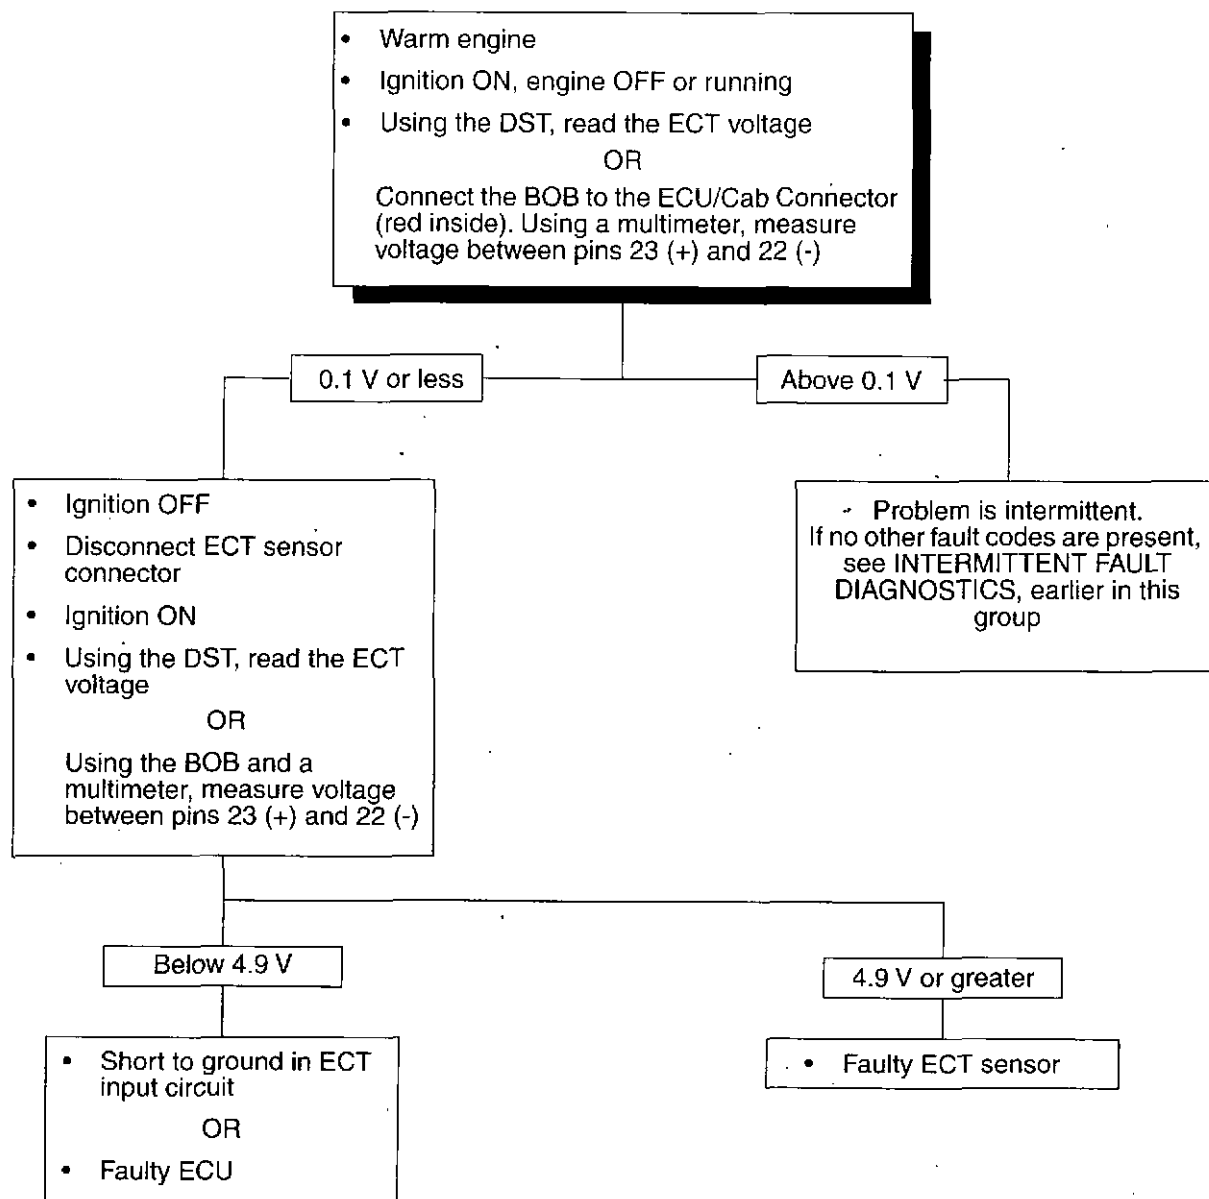 • Warm engine
• Ignition ON, engine OFF or running
• Using the DST, read the ECT voltage
OR
Connect the BOB to the ECU/Cab Connector
(red inside). Using a multimeter, measure
voltage between pins 23 (+) and 22 (-)
0.1 V or less
Above 0.1 V
• Ignition OFF
• Disconnect ECT sensor
connector
• Ignition ON
• Using the DST, read the ECT
voltage
OR
Using the BOB and a
multimeter, measure voltage
between pins 23 (+) and 22 (-)
- Problem is intermittent.
If no other fault codes are present,
see INTERMITTENT FAULT
DIAGNOSTICS, earlier in this
group
Below 4.9 V
4.9 V or greater
• Short to ground in ECT
input circuit
OR
• Faulty ECU
• Faulty ECT sensor